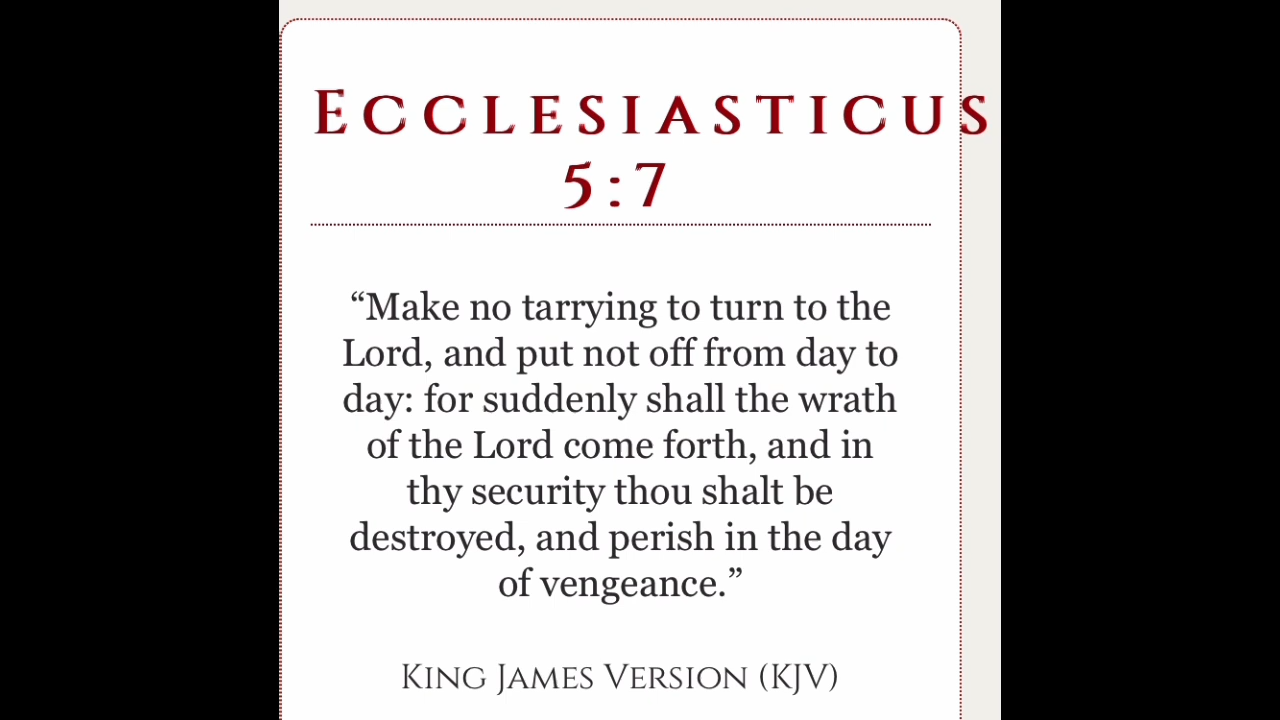 Ecclesiasticus
5:7
“Make no tarrying to turn to the
Lord, and put not off from day to
day: for suddenly shall the wrath
of the Lord come forth, and in
thy security thou shalt be
destroyed, and perish in the day
of vengeance.”
King James Version (KJV)